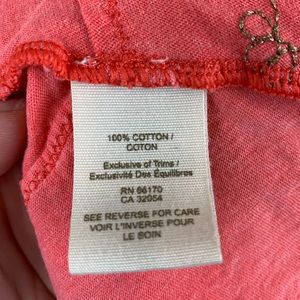 100% COTTON /
COTON
Exclusive of Trims /
Exclusivité Des Équilibres
RN 66170
CA 32054
SEE REVERSE FOR CARE
VOIR L'INVERSE POUR
LE SOIN